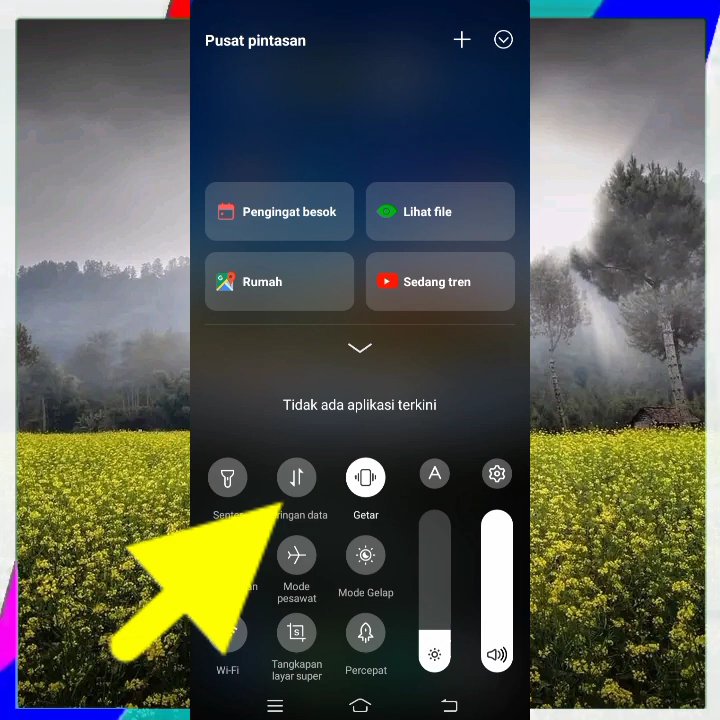 Pusat pintasan
Pengingat besok
Lihat file
Rumah
Sedang tren
Tidak ada aplikasi terkini
A
data
Getar
Mode
pesawat
Mode Gelap
Wi-Fi
Tangkapan
layar super
Percepat